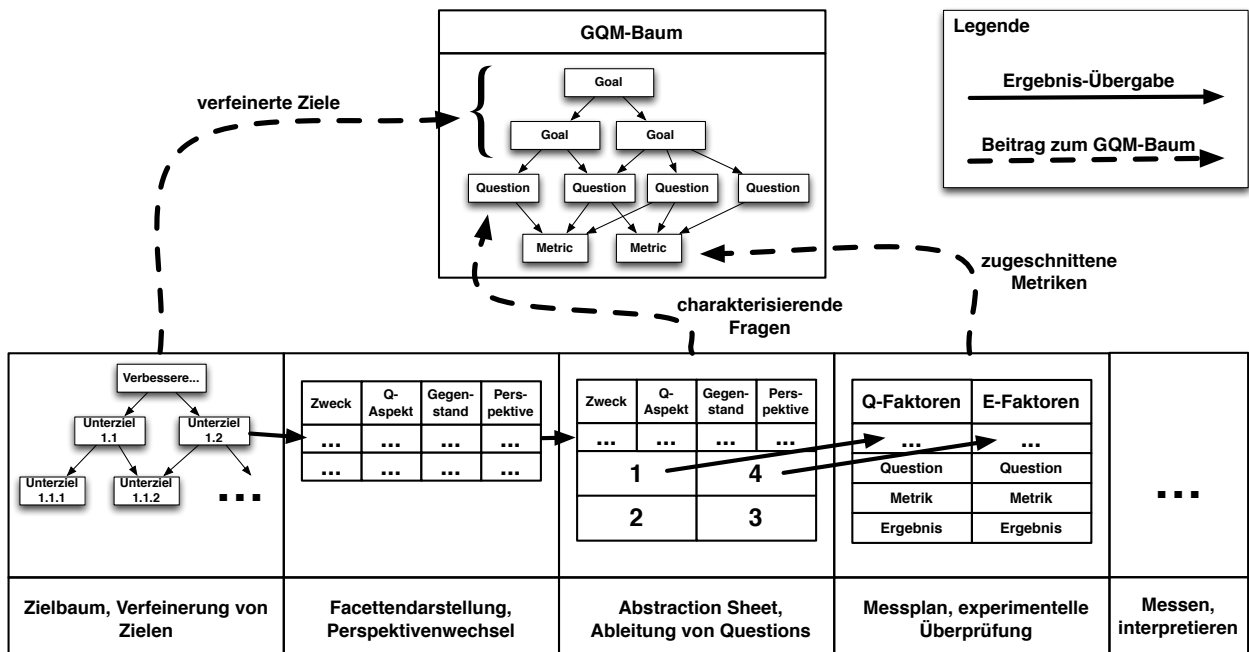 GQM-Baum
Goal
Goal Goal
Question Question Question Question
Metric Metric
Legende
Ergebnis-Übergabe
Beitrag zum GQM-Baum
verfeinerte Ziele
charakterisierende
Fragen
zugeschnittene
Metriken
Verbessere...
Unterziel
1.1
Unterziel
1.2
Unterziel
1.1.1
Unterziel
1.1.2
...
Zweck
Q-
Aspekt
Gegen-
stand
Pers-
pektive
... ... ... ...
... ... ... ...
Zweck
Q-
Aspekt
Gegen-
stand
Pers-
pektive
... ... ... ...
1 4
2 3
Q-Faktoren E-Faktoren
... ...
Question Question
Metrik Metrik
Ergebnis Ergebnis
...
Zielbaum, Verfeinerung von
Zielen
Facettendarstellung,
Perspektivenwechsel
Abstraction Sheet,
Ableitung von Questions
Messplan, experimentelle
Überprüfung
Messen,
interpretieren